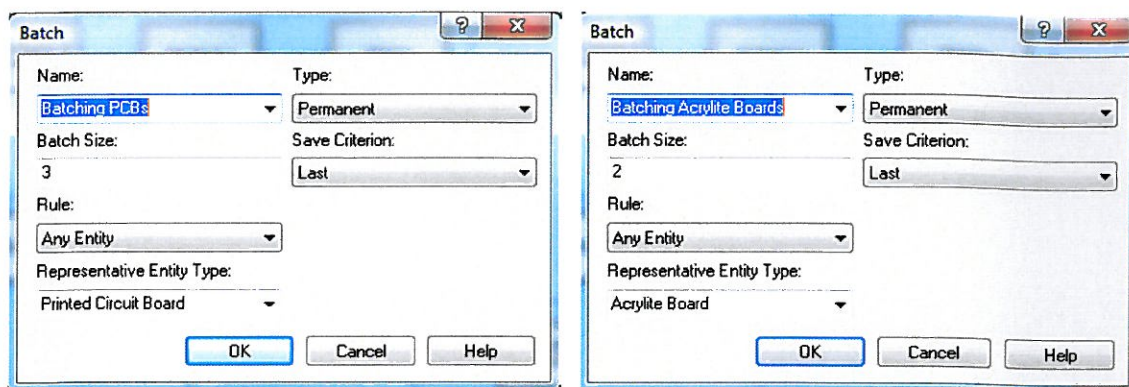 Batch
Name:
Type:
Batching PCBs
Permanent
Batch Size:
Save Criterion:
3
Last
Rule:
Any Entity
Representative Entity Type:
Printed Circuit Board
OK
Cancel
Help
Batch
Name:
Type:
Batching Acrylite Boards
Permanent
Batch Size:
Save Criterion:
2
Last
Rule:
Any Entity
Representative Entity Type:
Acrylite Board
OK
Cancel
Help